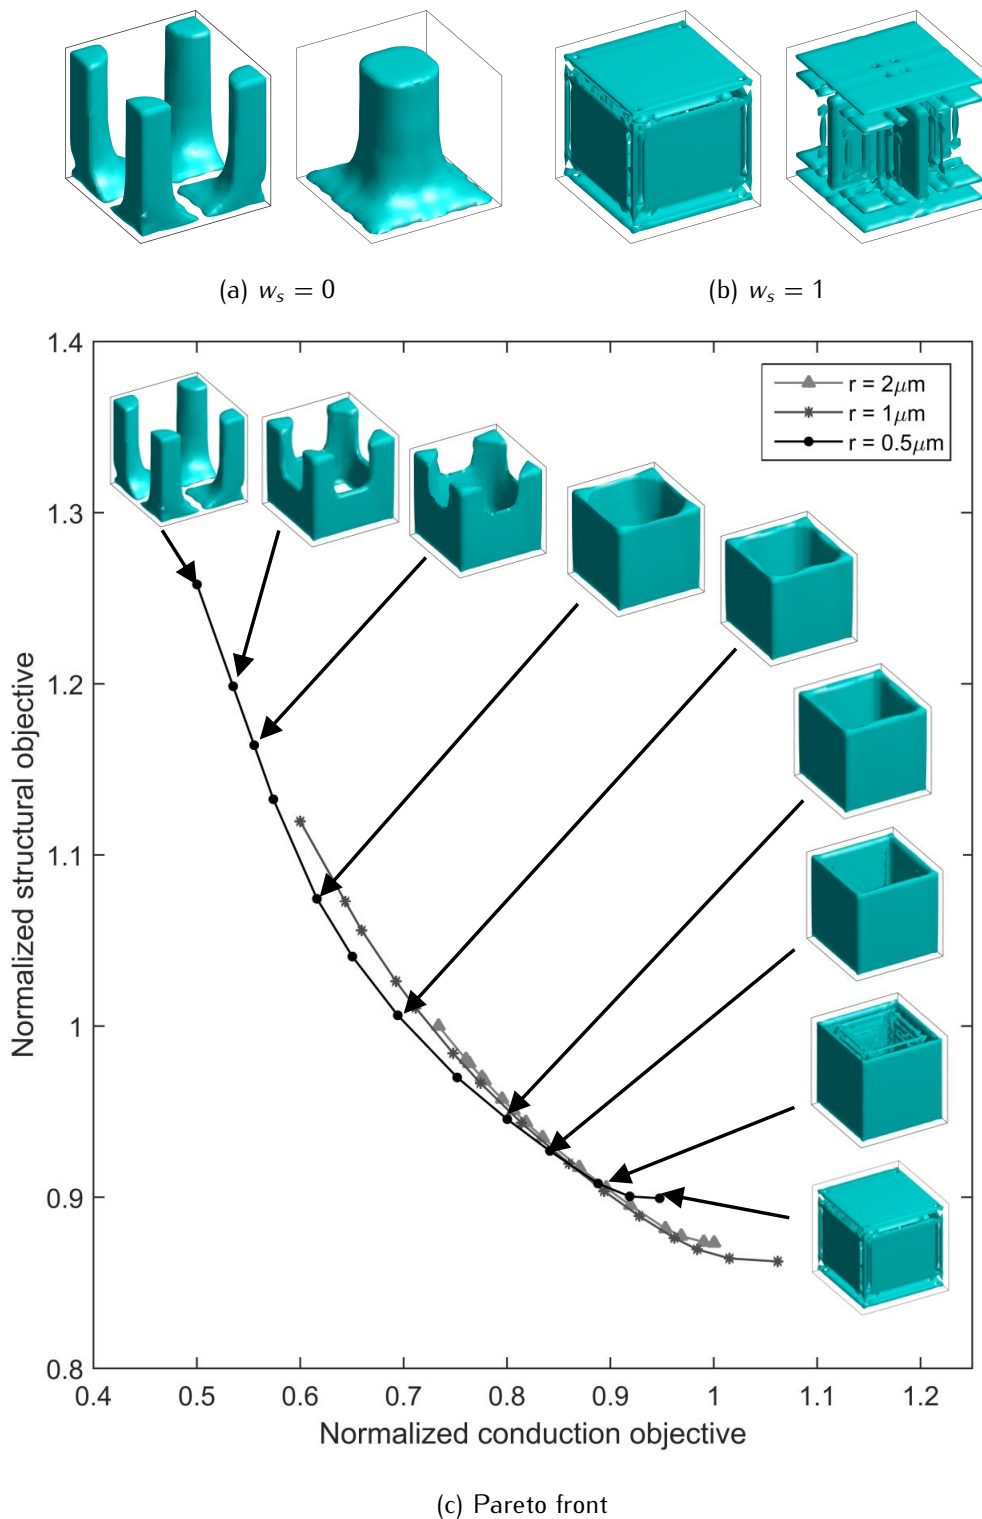 (a) w_s = 0
(b) w_s = 1
1.4
1.3
1.2
1.1
1
0.9
0.8
r = 2μm
r = 1μm
r = 0.5μm
Normalized structural objective
0.4 0.5 0.6 0.7 0.8 0.9 1 1.1 1.2
Normalized conduction objective
(c) Pareto front